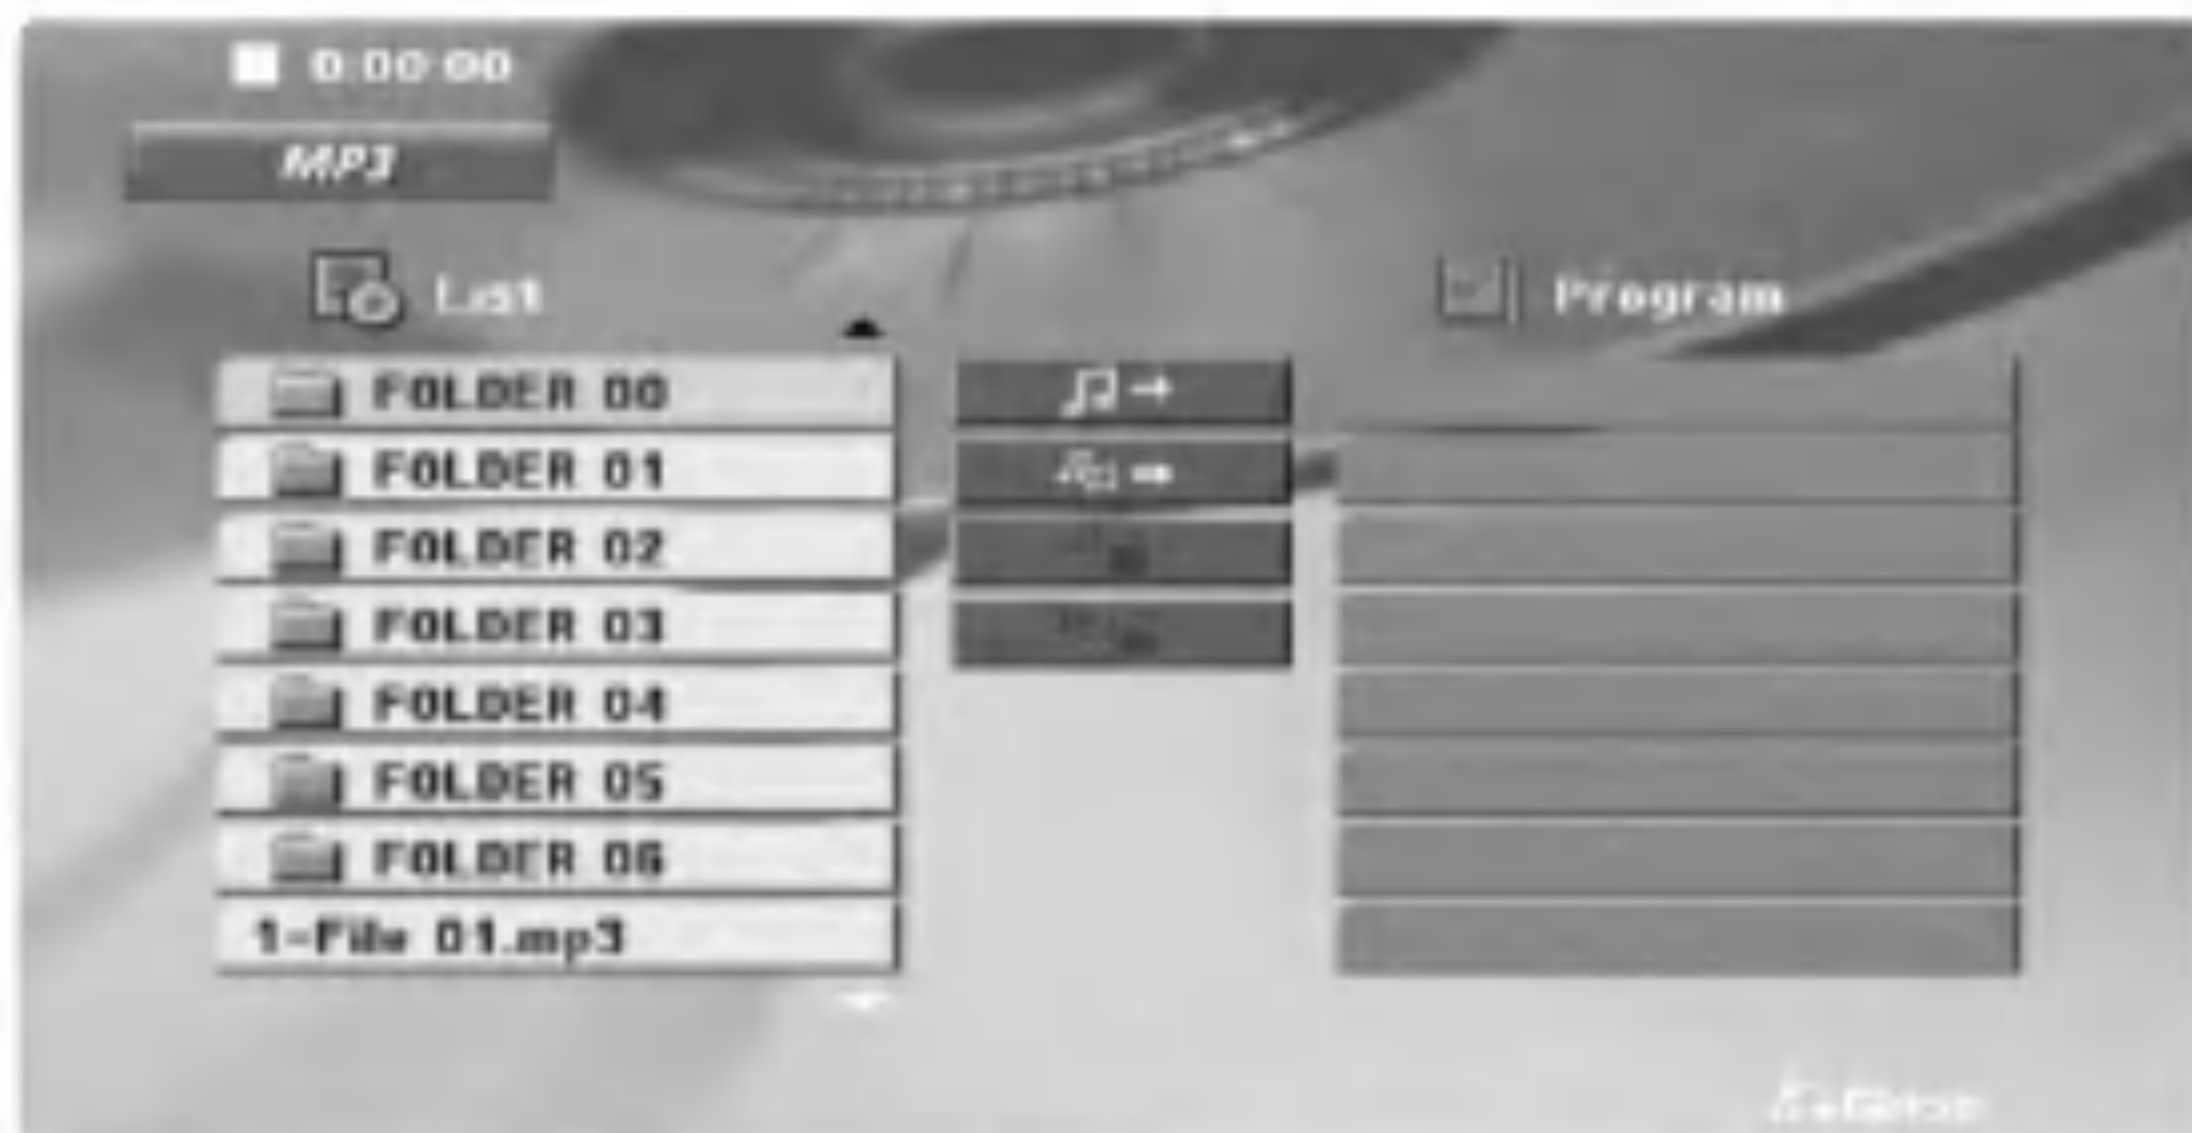 0:00:00
MP3
List
Program
FOLDER 00
FOLDER 01
FOLDER 02
FOLDER 03
FOLDER 04
FOLDER 05
FOLDER 06
1-File 01.mp3